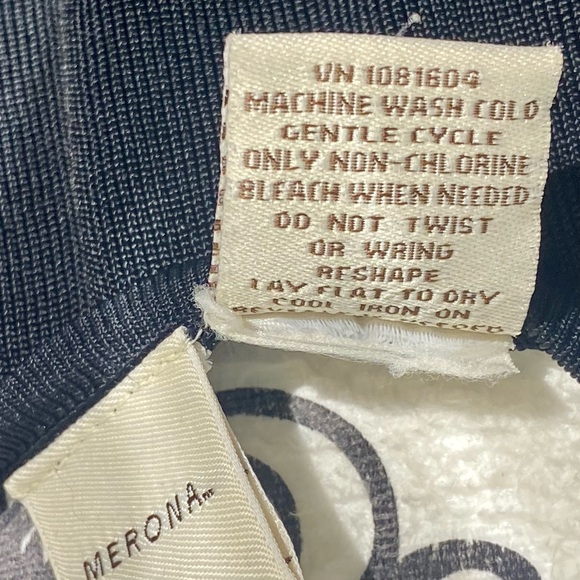 VN 1081604
MACHINE WASH COLD
GENTLE CYCLE
ONLY NON-CHLORINE
BLEACH WHEN NEEDED
DO NOT TWIST
OR WRING
RESHAPE
LAY FLAT TO DRY
COOL IRON ON
MERONA™